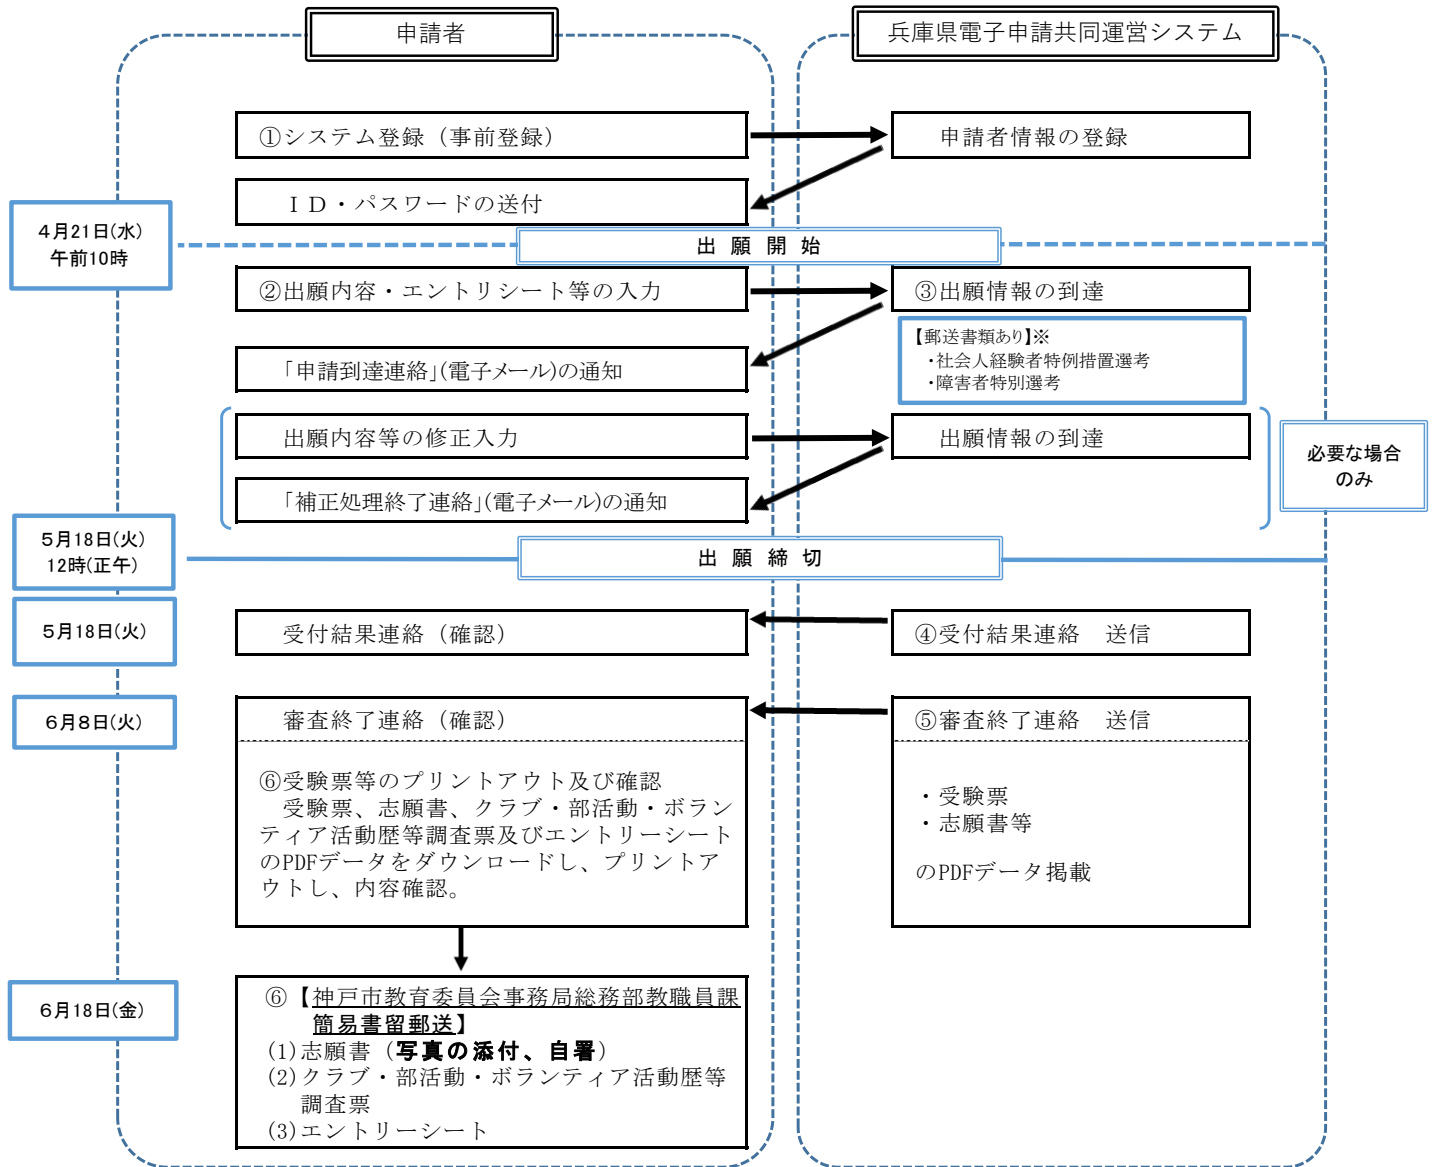 申請者
兵庫県電子申請共同運営システム
①システム登録（事前登録）
申請者情報の登録
ＩＤ・パスワードの送付
4月21日(水)
午前10時
出 願 開 始
②出願内容・エントリシート等の入力
③出願情報の到達
【郵送書類あり】※
・社会人経験者特例措置選考
・障害者特別選考
「申請到達連絡」(電子メール)の通知
出願内容等の修正入力
出願情報の到達
必要な場合
のみ
「補正処理終了連絡」(電子メール)の通知
5月18日(火)
12時(正午)
出 願 締 切
5月18日(火)
受付結果連絡（確認）
④受付結果連絡　送信
6月8日(火)
審査終了連絡（確認）
⑤審査終了連絡　送信
⑥受験票等のプリントアウト及び確認
受験票、志願書、クラブ・部活動・ボラン
ティア活動歴等調査票及びエントリーシート
のPDFデータをダウンロードし、プリントア
ウトし、内容確認。
・受験票
・志願書等
のPDFデータ掲載
6月18日(金)
⑥【神戸市教育委員会事務局総務部教職員課
簡易書留郵送】
(1)志願書（写真の添付、自署）
(2)クラブ・部活動・ボランティア活動歴等
調査票
(3)エントリーシート